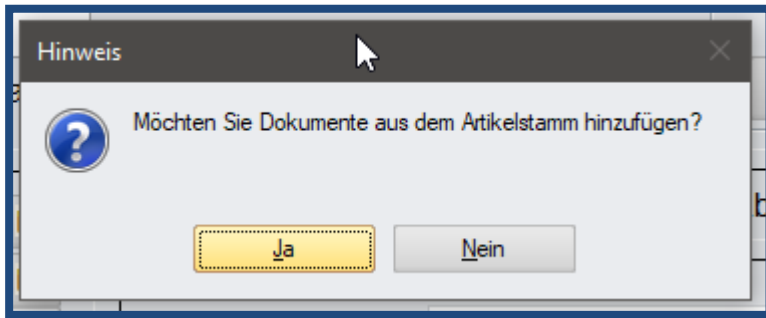 Hinweis
Möchten Sie Dokumente aus dem Artikelstamm hinzufügen?
Ja
Nein